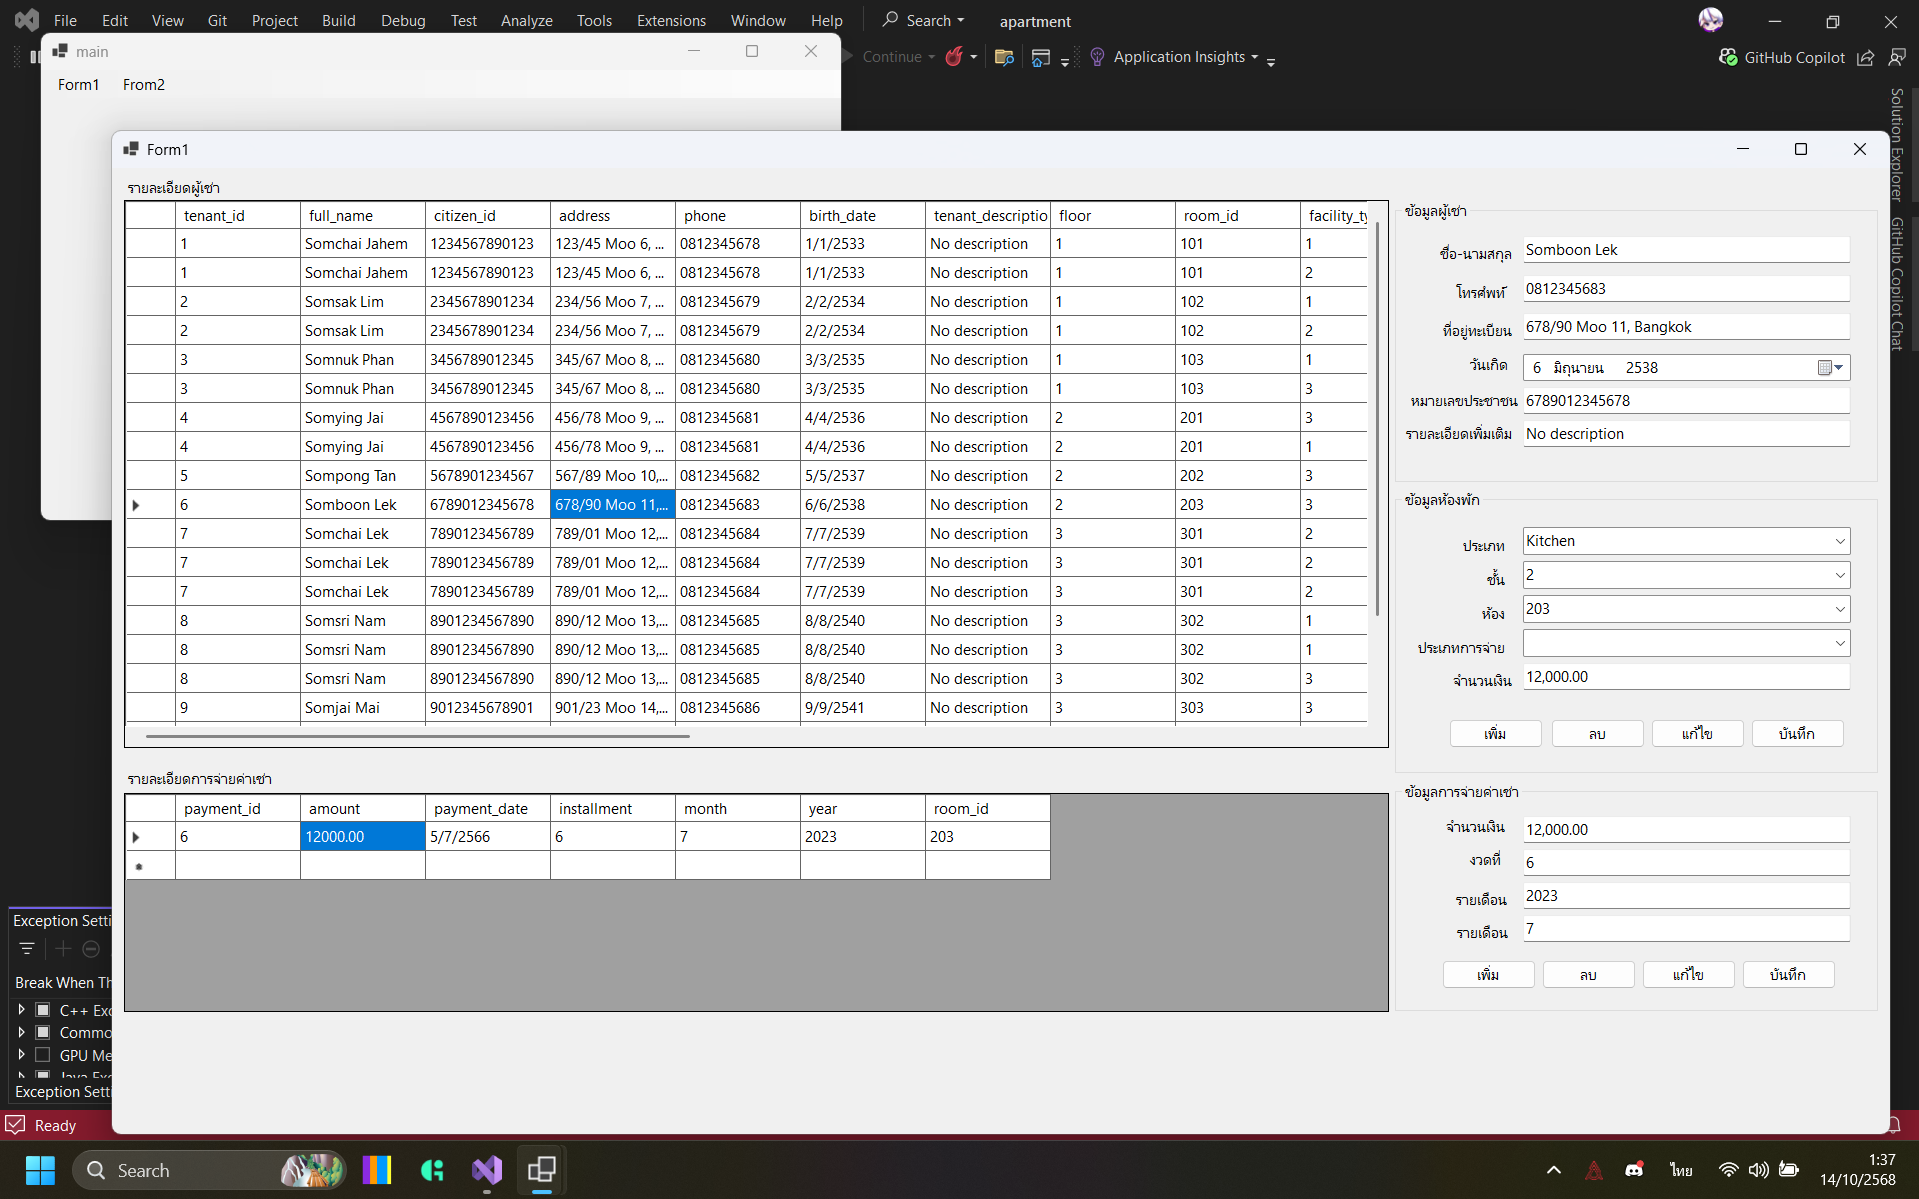 File Edit View Git Project Build Debug Test Analyze Tools Extensions Window Help Search apartment
Continue Application Insights GitHub Copilot
main
Form1 From2
Solution Explorer
GitHub Copilot Chat
Form1
รายละเอียดผู้เช่า
tenant_id full_name citizen_id address phone birth_date tenant_descriptio floor room_id facility_ty
1 Somchai Jahem 1234567890123 123/45 Moo 6, ... 0812345678 1/1/2533 No description 1 101 1
1 Somchai Jahem 1234567890123 123/45 Moo 6, ... 0812345678 1/1/2533 No description 1 101 2
2 Somsak Lim 2345678901234 234/56 Moo 7, ... 0812345679 2/2/2534 No description 1 102 1
2 Somsak Lim 2345678901234 234/56 Moo 7, ... 0812345679 2/2/2534 No description 1 102 2
3 Somnuk Phan 3456789012345 345/67 Moo 8, ... 0812345680 3/3/2535 No description 1 103 1
3 Somnuk Phan 3456789012345 345/67 Moo 8, ... 0812345680 3/3/2535 No description 1 103 3
4 Somying Jai 4567890123456 456/78 Moo 9, ... 0812345681 4/4/2536 No description 2 201 3
4 Somying Jai 4567890123456 456/78 Moo 9, ... 0812345681 4/4/2536 No description 2 201 1
5 Sompong Tan 5678901234567 567/89 Moo 10,... 0812345682 5/5/2537 No description 2 202 3
6 Somboon Lek 6789012345678 678/90 Moo 11,... 0812345683 6/6/2538 No description 2 203 3
7 Somchai Lek 7890123456789 789/01 Moo 12,... 0812345684 7/7/2539 No description 3 301 2
7 Somchai Lek 7890123456789 789/01 Moo 12,... 0812345684 7/7/2539 No description 3 301 2
7 Somchai Lek 7890123456789 789/01 Moo 12,... 0812345684 7/7/2539 No description 3 301 2
8 Somsri Nam 8901234567890 890/12 Moo 13,... 0812345685 8/8/2540 No description 3 302 1
8 Somsri Nam 8901234567890 890/12 Moo 13,... 0812345685 8/8/2540 No description 3 302 1
8 Somsri Nam 8901234567890 890/12 Moo 13,... 0812345685 8/8/2540 No description 3 302 3
9 Somjai Mai 9012345678901 901/23 Moo 14,... 0812345686 9/9/2541 No description 3 303 3
ข้อมูลผู้เช่า
ชื่อ-นามสกุล Somboon Lek
โทรศํพท์ 0812345683
ที่อยู่ทะเบียน 678/90 Moo 11, Bangkok
วันเกิด 6 มิถุนายน 2538
หมายเลขประชาชน 6789012345678
รายละเอียดเพิ่มเติม No description
ข้อมูลห้องพัก
ประเภท Kitchen
ชั้น 2
ห้อง 203
ประเภทการจ่าย
จำนวนเงิน 12,000.00
เพิ่ม ลบ แก้ไข บันทึก
รายละเอียดการจ่ายค่าเช่า
payment_id amount payment_date installment month year room_id
6 12000.00 5/7/2566 6 7 2023 203
ข้อมูลการจ่ายค่าเช่า
จำนวนเงิน 12,000.00
งวดที่ 6
รายเดือน 2023
รายเดือน 7
เพิ่ม ลบ แก้ไข บันทึก
Exception Setti
Break When Th
C++ Exc
Commo
GPU Me
Java Exc
Exception Setti
Ready
Search ไทย 1:37
14/10/2568